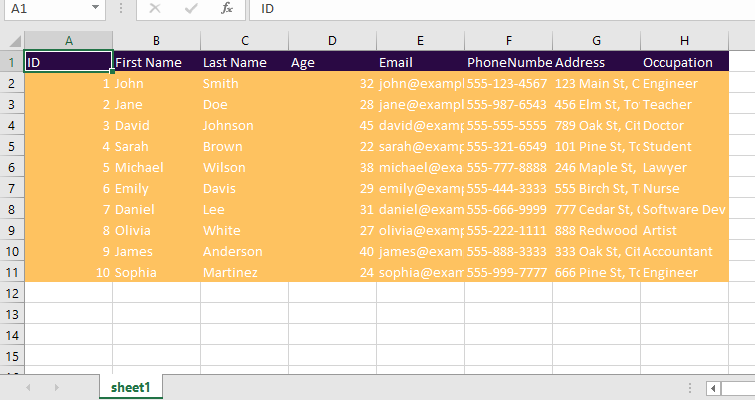 A1 fx ID
A B C D E F G H
1 ID First Name Last Name Age Email PhoneNumbe Address Occupation
2 1 John Smith 32 john@exampl 555-123-4567 123 Main St, C Engineer
3 2 Jane Doe 28 jane@exampl 555-987-6543 456 Elm St, To Teacher
4 3 David Johnson 45 david@examp 555-555-5555 789 Oak St, Cit Doctor
5 4 Sarah Brown 22 sarah@examp 555-321-6549 101 Pine St, To Student
6 5 Michael Wilson 38 michael@exa 555-777-8888 246 Maple St, Lawyer
7 6 Emily Davis 29 emily@examp 555-444-3333 555 Birch St, T Nurse
8 7 Daniel Lee 31 daniel@exam 555-666-9999 777 Cedar St, Software Dev
9 8 Olivia White 27 olivia@examp 555-222-1111 888 Redwood Artist
10 9 James Anderson 40 james@exam 555-888-3333 333 Oak St, Cit Accountant
11 10 Sophia Martinez 24 sophia@exam 555-999-7777 666 Pine St, To Engineer
12
13
14
15
sheet1